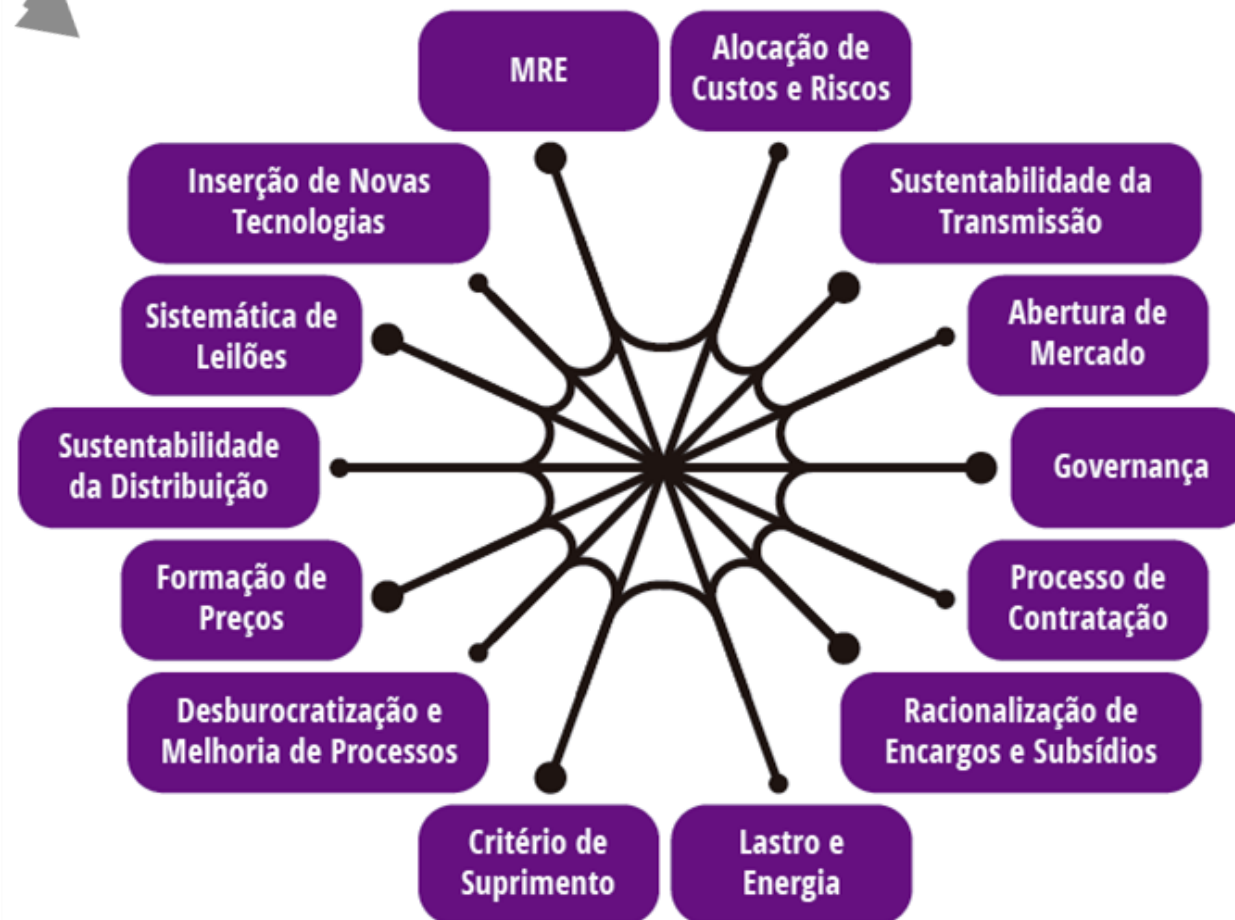 MRE
Alocação de
Custos e Riscos
Inserção de Novas
Tecnologias
Sustentabilidade da
Transmissão
Sistemática de
Leilões
Abertura de
Mercado
Sustentabilidade
da Distribuição
Governança
Formação de
Preços
Processo de
Contratação
Desburocratização e
Melhoria de Processos
Racionalização de
Encargos e Subsídios
Critério de
Suprimento
Lastro e
Energia